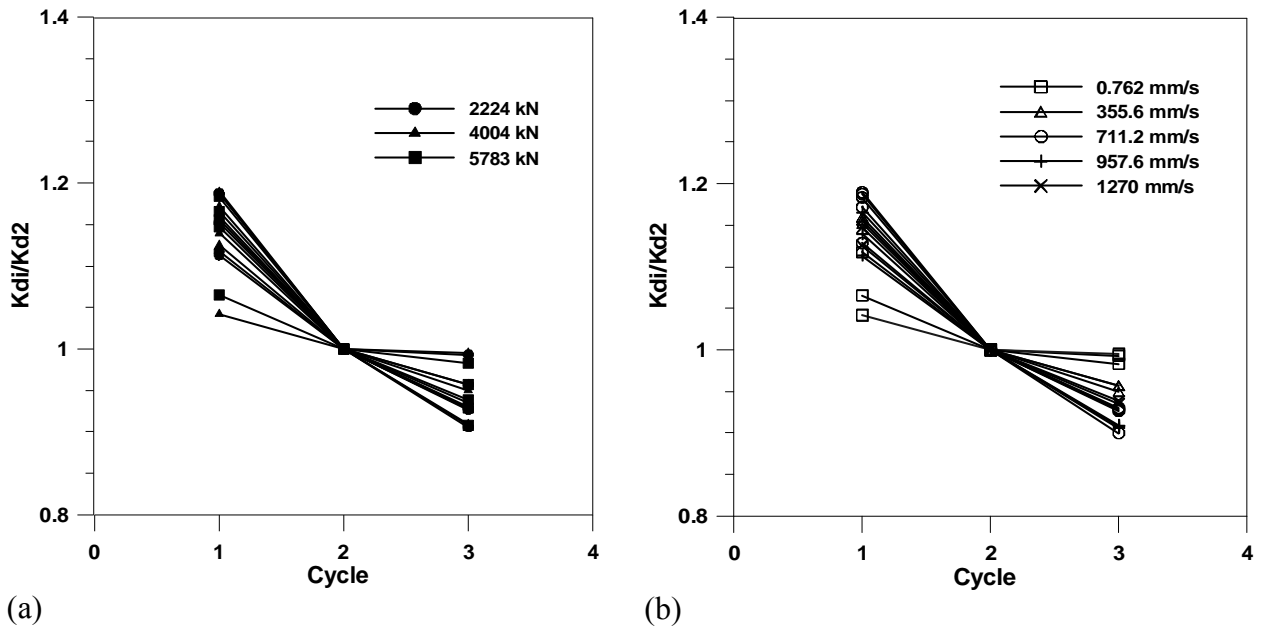 1.4
1.2
1
0.8
Kdi/Kd2
2224 kN
4004 kN
5783 kN
0 1 2 3 4
Cycle
(a)
1.4
1.2
1
0.8
Kdi/Kd2
0.762 mm/s
355.6 mm/s
711.2 mm/s
957.6 mm/s
1270 mm/s
0 1 2 3 4
Cycle
(b)